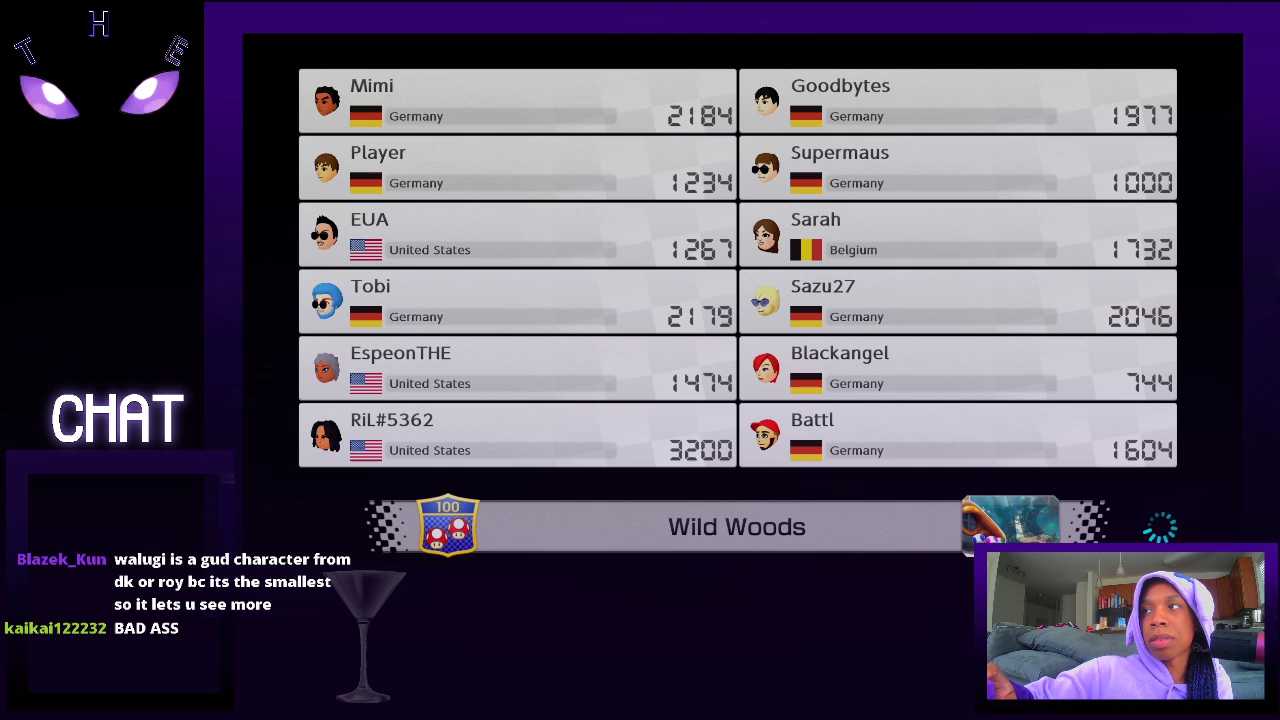 THE
Mimi
Germany
2184
Goodbytes
Germany
1977
Player
Germany
1234
Supermaus
Germany
1000
EUA
United States
1267
Sarah
Belgium
1732
Tobi
Germany
2179
Sazu27
Germany
2046
EspeonTHE
United States
1474
Blackangel
Germany
744
RiL#5362
United States
3200
Battl
Germany
1604
100
Wild Woods
CHAT
Blazek_Kun walugi is a gud character from
dk or roy bc its the smallest
so it lets u see more
kaikai122232 BAD ASS